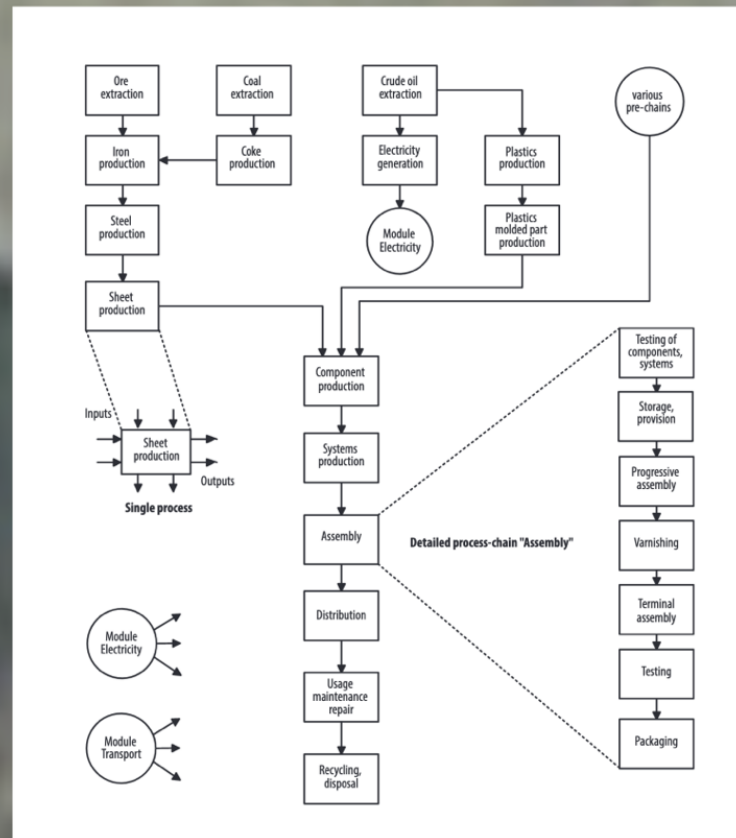 Ore
extraction
Coal
extraction
Crude oil
extraction
various
pre-chains
Iron
production
Coke
production
Electricity
generation
Plastics
production
Steel
production
Module
Electricity
Plastics
molded part
production
Sheet
production
Component
production
Testing of
components,
systems
Inputs
Sheet
production
Outputs
Single process
Systems
production
Storage,
provision
Progressive
assembly
Assembly
Detailed process-chain "Assembly"
Varnishing
Distribution
Terminal
assembly
Module
Electricity
Testing
Usage
maintenance
repair
Module
Transport
Packaging
Recycling,
disposal